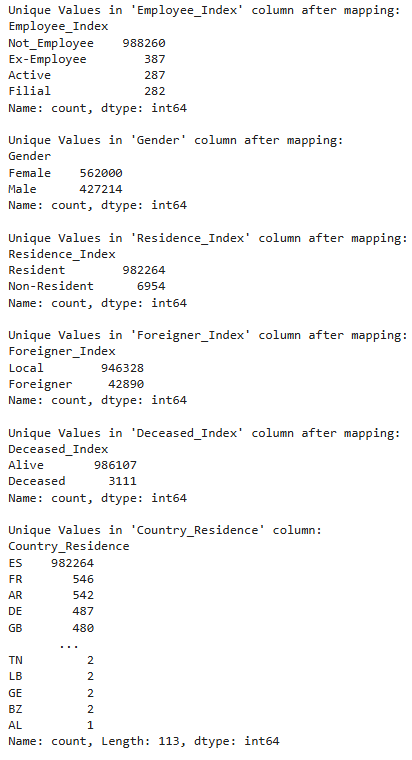 Unique Values in 'Employee_Index' column after mapping:
Employee_Index
Not_Employee    988260
Ex-Employee        387
Active             287
Filial             282
Name: count, dtype: int64

Unique Values in 'Gender' column after mapping:
Gender
Female    562000
Male      427214
Name: count, dtype: int64

Unique Values in 'Residence_Index' column after mapping:
Residence_Index
Resident        982264
Non-Resident      6954
Name: count, dtype: int64

Unique Values in 'Foreigner_Index' column after mapping:
Foreigner_Index
Local        946328
Foreigner     42890
Name: count, dtype: int64

Unique Values in 'Deceased_Index' column after mapping:
Deceased_Index
Alive       986107
Deceased      3111
Name: count, dtype: int64

Unique Values in 'Country_Residence' column:
Country_Residence
ES    982264
FR       546
AR       542
DE       487
GB       480
       ...
TN         2
LB         2
GE         2
BZ         2
AL         1
Name: count, Length: 113, dtype: int64